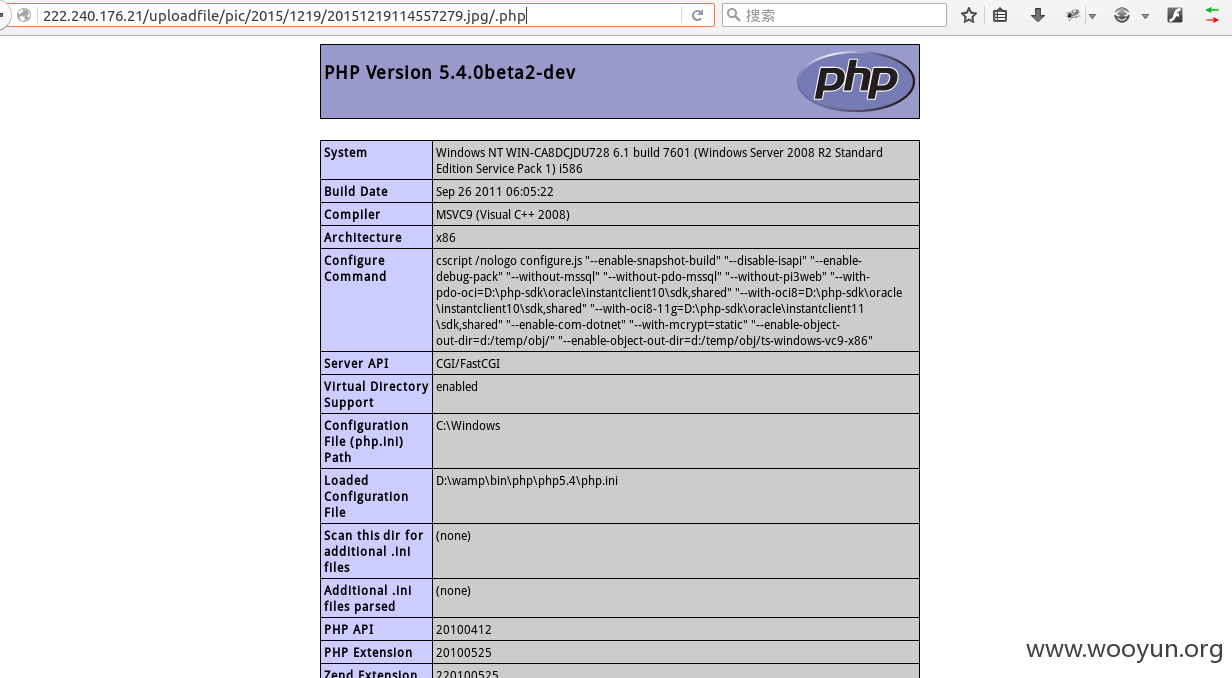 222.240.176.21/uploadfile/pic/2015/1219/20151219114557279.jpg/.php
搜索
PHP Version 5.4.0beta2-dev
php
System
Windows NT WIN-CA8DCJDU728 6.1 build 7601 (Windows Server 2008 R2 Standard
Edition Service Pack 1) i586
Build Date
Sep 26 2011 06:05:22
Compiler
MSVC9 (Visual C++ 2008)
Architecture
x86
Configure
Command
cscript /nologo configure.js "--enable-snapshot-build" "--disable-isapi" "--enable-
debug-pack" "--without-mssql" "--without-pdo-mssql" "--without-pi3web" "--with-
pdo-oci=D:\php-sdk\oracle\instantclient10\sdk,shared" "--with-oci8=D:\php-sdk\oracle
\instantclient10\sdk,shared" "--with-oci8-11g=D:\php-sdk\oracle\instantclient11
\sdk,shared" "--enable-com-dotnet" "--with-mcrypt=static" "--enable-object-
out-dir=d:/temp/obj/" "--enable-object-out-dir=d:/temp/obj/ts-windows-vc9-x86"
Server API
CGI/FastCGI
Virtual Directory
Support
enabled
Configuration
File (php.ini)
Path
C:\Windows
Loaded
Configuration
File
D:\wamp\bin\php\php5.4\php.ini
Scan this dir for
additional .ini
files
(none)
Additional .ini
files parsed
(none)
PHP API
20100412
PHP Extension
20100525
Zend Extension
220100525
www.wooyun.org